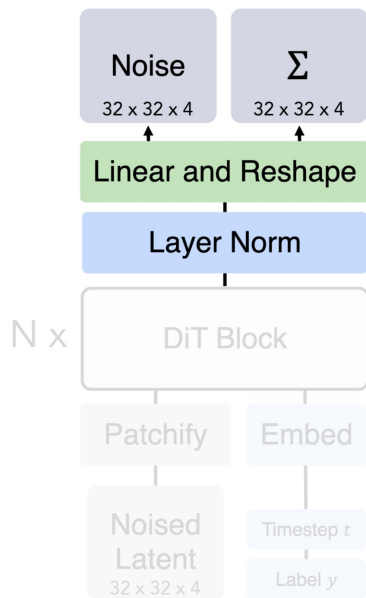 Noise
32 x 32 x 4
Σ
32 x 32 x 4
Linear and Reshape
Layer Norm
N x
DiT Block
Patchify
Embed
Noised
Latent
32 x 32 x 4
Timestep t
Label y